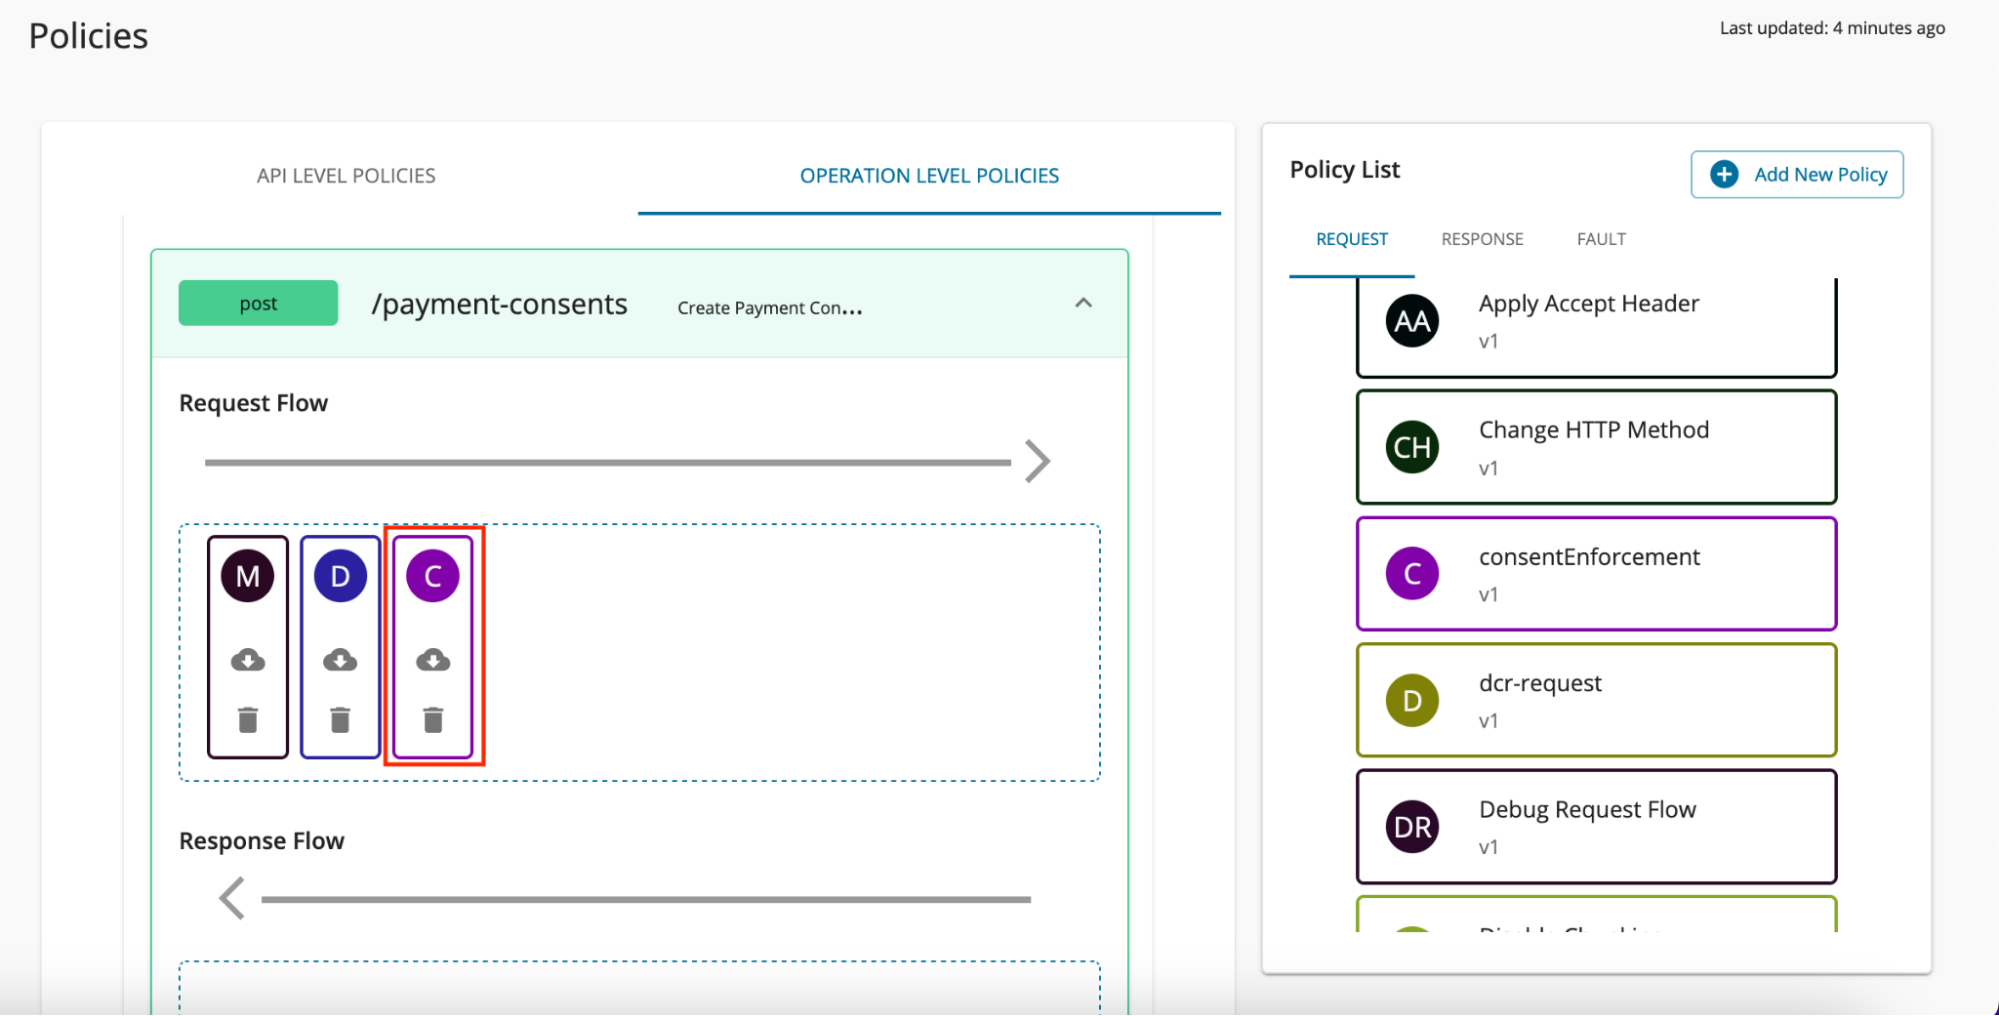 Policies
Last updated: 4 minutes ago
API LEVEL POLICIES
OPERATION LEVEL POLICIES
post
/payment-consents
Create Payment Con...
Request Flow
M
D
C
Response Flow
Policy List
Add New Policy
REQUEST
RESPONSE
FAULT
AA
Apply Accept Header
v1
CH
Change HTTP Method
v1
C
consentEnforcement
v1
D
dcr-request
v1
DR
Debug Request Flow
v1